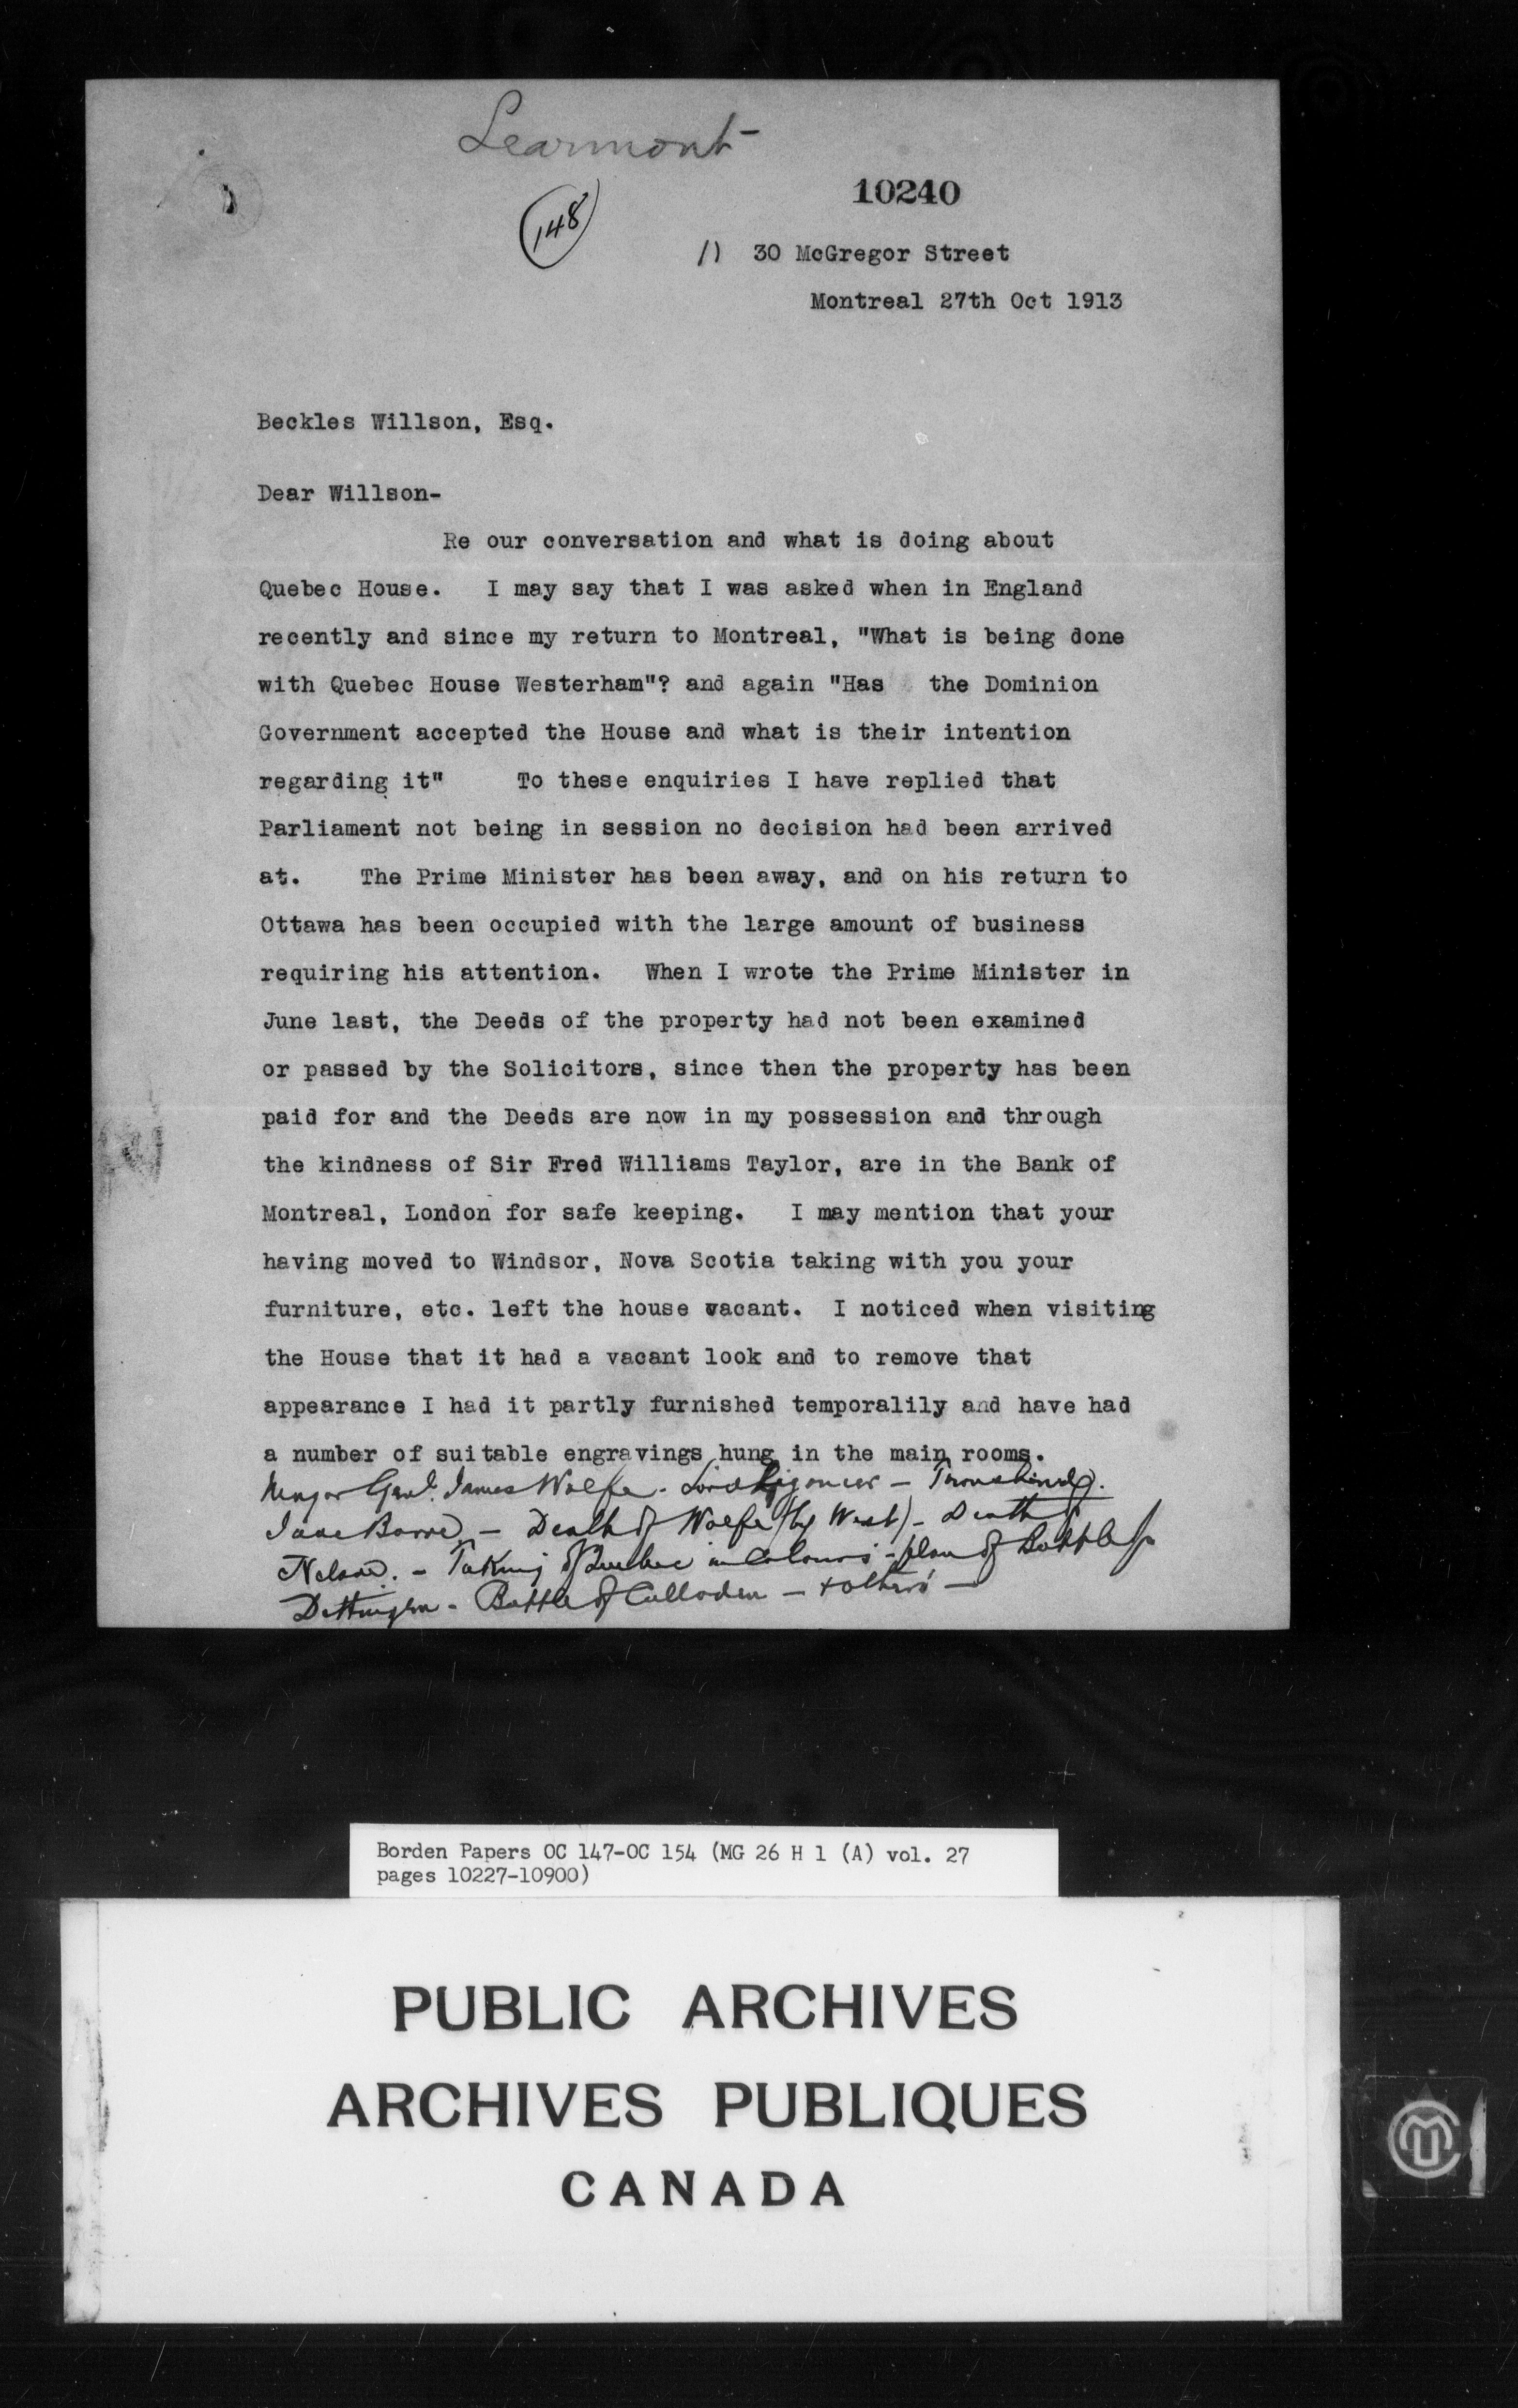 Learmont
10240
148
1) 30 McGregor Street
Montreal 27th Oct 1913
Beckles Willson, Esq.
Dear Willson-
Re our conversation and what is doing about
Quebec House. I may say that I was asked when in England
recently and since my return to Montreal, "What is being done
with Quebec House Westerham"? and again "Has the Dominion
Government accepted the House and what is their intention
regarding it" To these enquiries I have replied that
Parliament not being in session no decision had been arrived
at. The Prime Minister has been away, and on his return to
Ottawa has been occupied with the large amount of business
requiring his attention. When I wrote the Prime Minister in
June last, the Deeds of the property had not been examined
or passed by the Solicitors, since then the property has been
paid for and the Deeds are now in my possession and through
the kindness of Sir Fred Williams Taylor, are in the Bank of
Montreal, London for safe keeping. I may mention that your
having moved to Windsor, Nova Scotia taking with you your
furniture, etc. left the house vacant. I noticed when visiting
the House that it had a vacant look and to remove that
appearance I had it partly furnished temporalily and have had
a number of suitable engravings hung in the main rooms.
Major Genl. James Wolfe - Lord Ligonier - Townshend.
Barré - Death of Wolfe (by West) - Death of
Nelson. - Taking of Quebec in Colours - plan of Battle of
Dettingen - Battle of Culloden - + others -
Borden Papers OC 147-OC 154 (MG 26 H 1 (A) vol. 27
pages 10227-10900)
PUBLIC ARCHIVES
ARCHIVES PUBLIQUES
CANADA